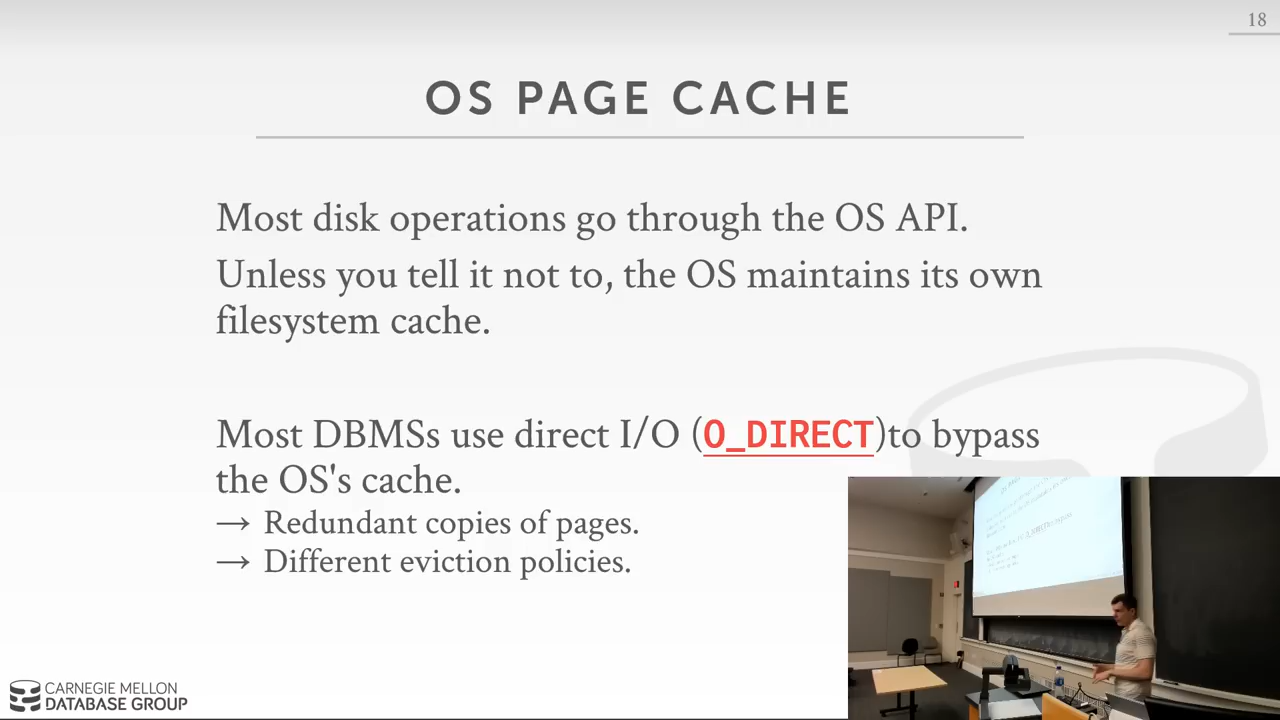 18
OS PAGE CACHE
Most disk operations go through the OS API.
Unless you tell it not to, the OS maintains its own
filesystem cache.
Most DBMSs use direct I/O (O_DIRECT)to bypass
the OS's cache.
→ Redundant copies of pages.
→ Different eviction policies.
CARNEGIE MELLON
DATABASE GROUP